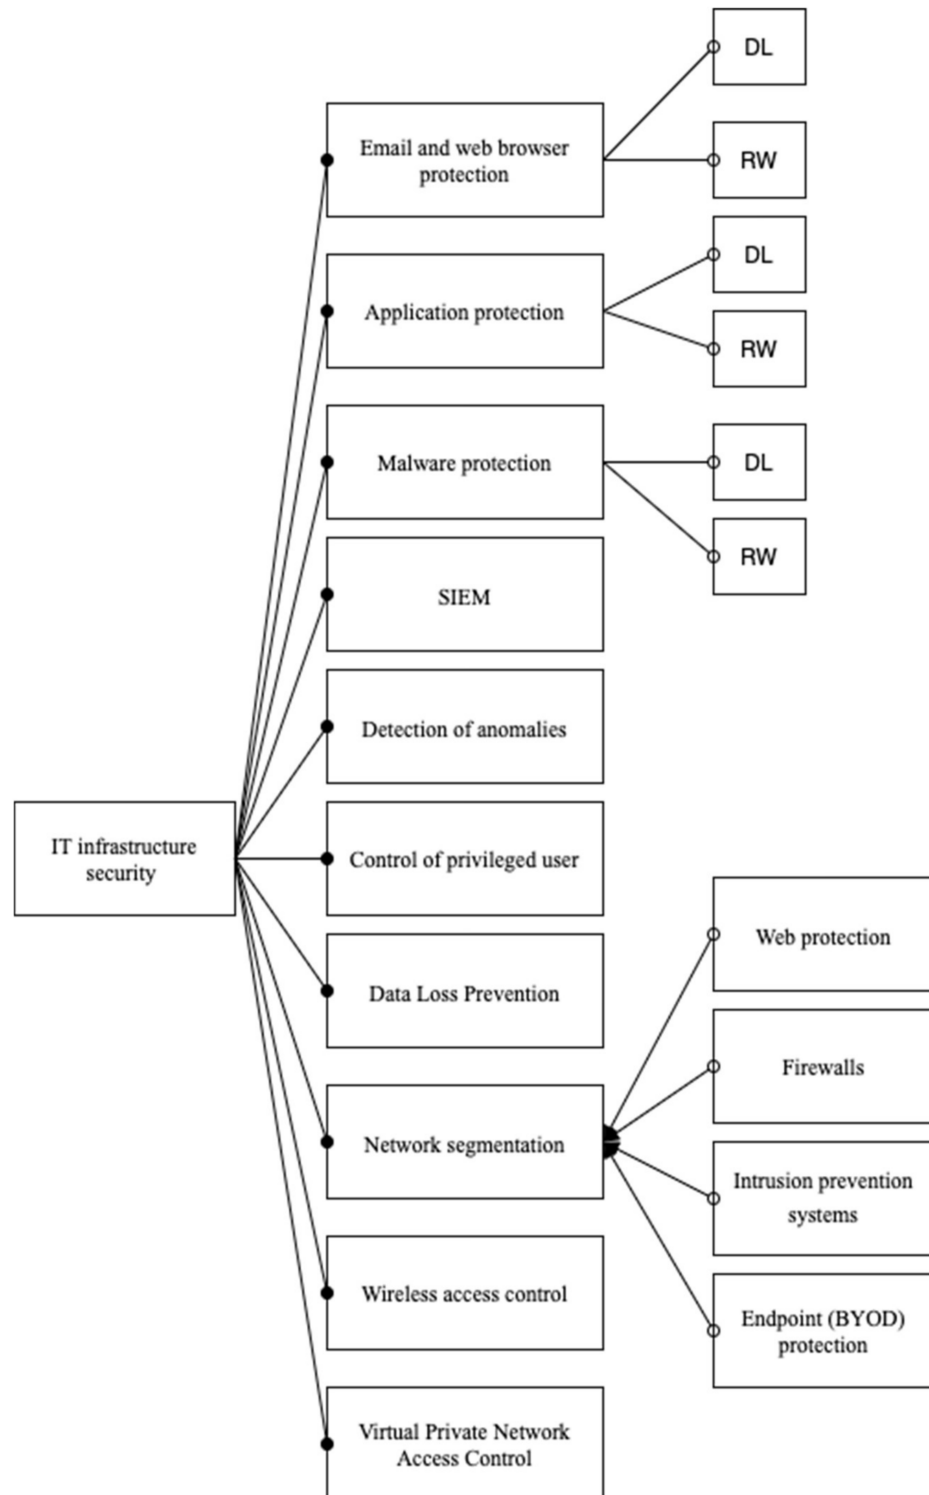 DL
Email and web browser
protection
RW
DL
Application protection
RW
DL
Malware protection
RW
SIEM
Detection of anomalies
IT infrastructure
security
Control of privileged user
Web protection
Data Loss Prevention
Firewalls
Network segmentation
Intrusion prevention
systems
Wireless access control
Endpoint (BYOD)
protection
Virtual Private Network
Access Control